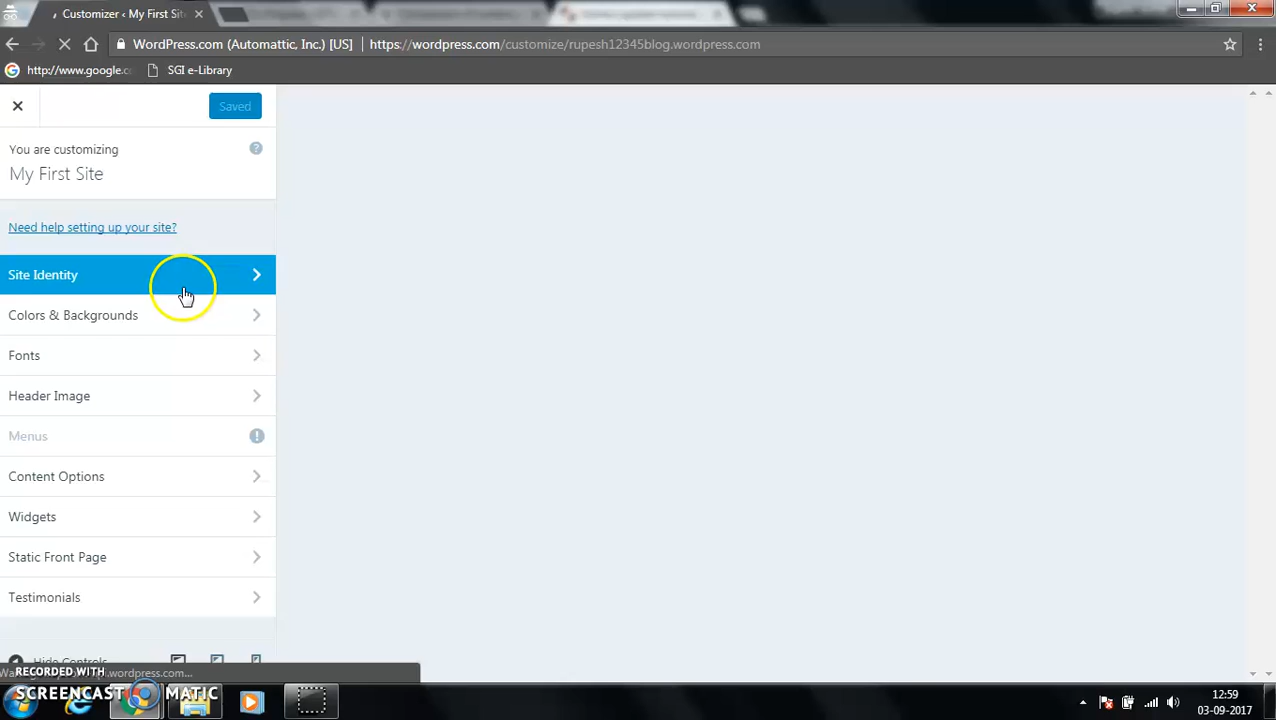 Customizer ‹ My First Sit
WordPress.com (Automattic, Inc.) [US]
https://wordpress.com/customize/rupesh12345blog.wordpress.com
http://www.google.c
SGI e-Library
Saved
You are customizing
My First Site
Need help setting up your site?
Site Identity
Colors & Backgrounds
Fonts
Header Image
Menus
Content Options
Widgets
Static Front Page
Testimonials
Hide Controls
RECORDED WITH
SCREENCAST MATIC
12:59
03-09-2017